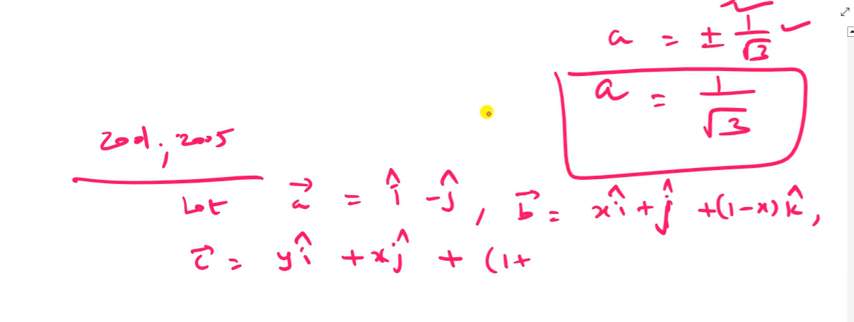 a = ± 1/√3 ✓
a = 1/√3
2001, 2005
Let a⃗ = î - ĵ, b⃗ = xî + ĵ + (1-x)k̂,
c⃗ = yî + xĵ + (1+